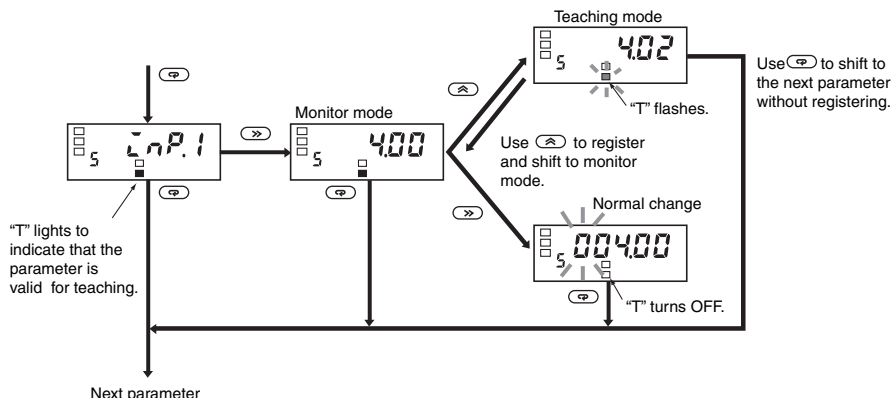 Teaching mode
S 4.02
"T" flashes.
Use to shift to
the next parameter
without registering.
Monitor mode
S inP.1
S 4.00
Use to register
and shift to monitor
mode.
Normal change
"T" lights to
indicate that the
parameter is
valid for teaching.
S 004.00
"T" turns OFF.
Next parameter